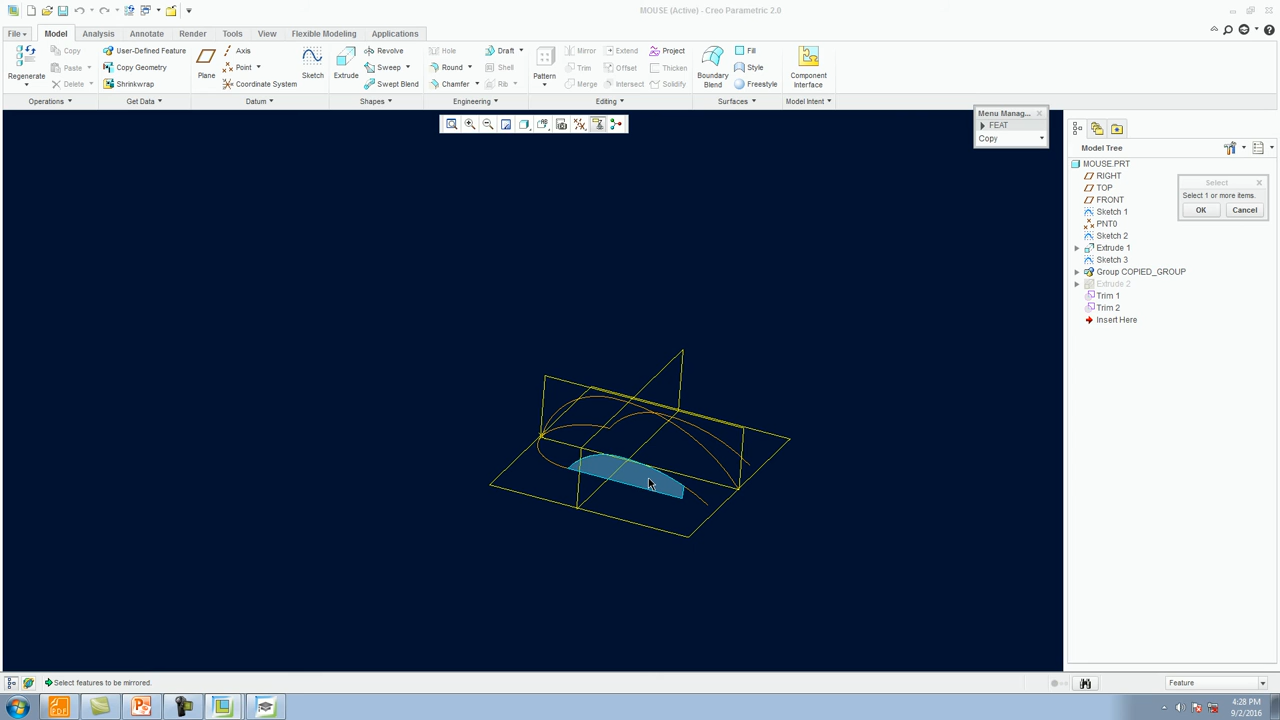 MOUSE (Active) - Creo Parametric 2.0
File Model Analysis Annotate Render Tools View Flexible Modeling Applications
Regenerate
Copy
Paste
Delete
Operations
User-Defined Feature
Copy Geometry
Shrinkwrap
Get Data
Plane
Axis
Point
Coordinate System
Sketch
Datum
Extrude
Revolve
Sweep
Swept Blend
Shapes
Hole
Round
Chamfer
Draft
Shell
Rib
Engineering
Pattern
Mirror
Trim
Merge
Extend
Offset
Intersect
Project
Thicken
Solidify
Editing
Boundary
Blend
Fill
Style
Freestyle
Surfaces
Component
Interface
Model Intent
Menu Manag...
FEAT
Copy
Model Tree
MOUSE.PRT
RIGHT
TOP
FRONT
Sketch 1
PNT0
Sketch 2
Extrude 1
Sketch 3
Group COPIED_GROUP
Extrude 2
Trim 1
Trim 2
Insert Here
Select
Select 1 or more items.
OK Cancel
Select features to be mirrored.
Feature
PDF
4:28 PM
9/2/2016